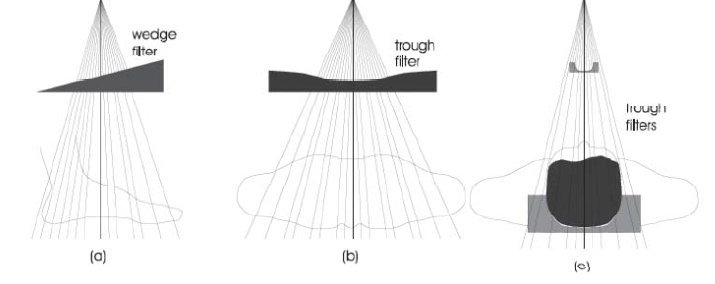 wedge
filter
trough
filter
trough
filters
(a)
(b)
(c)